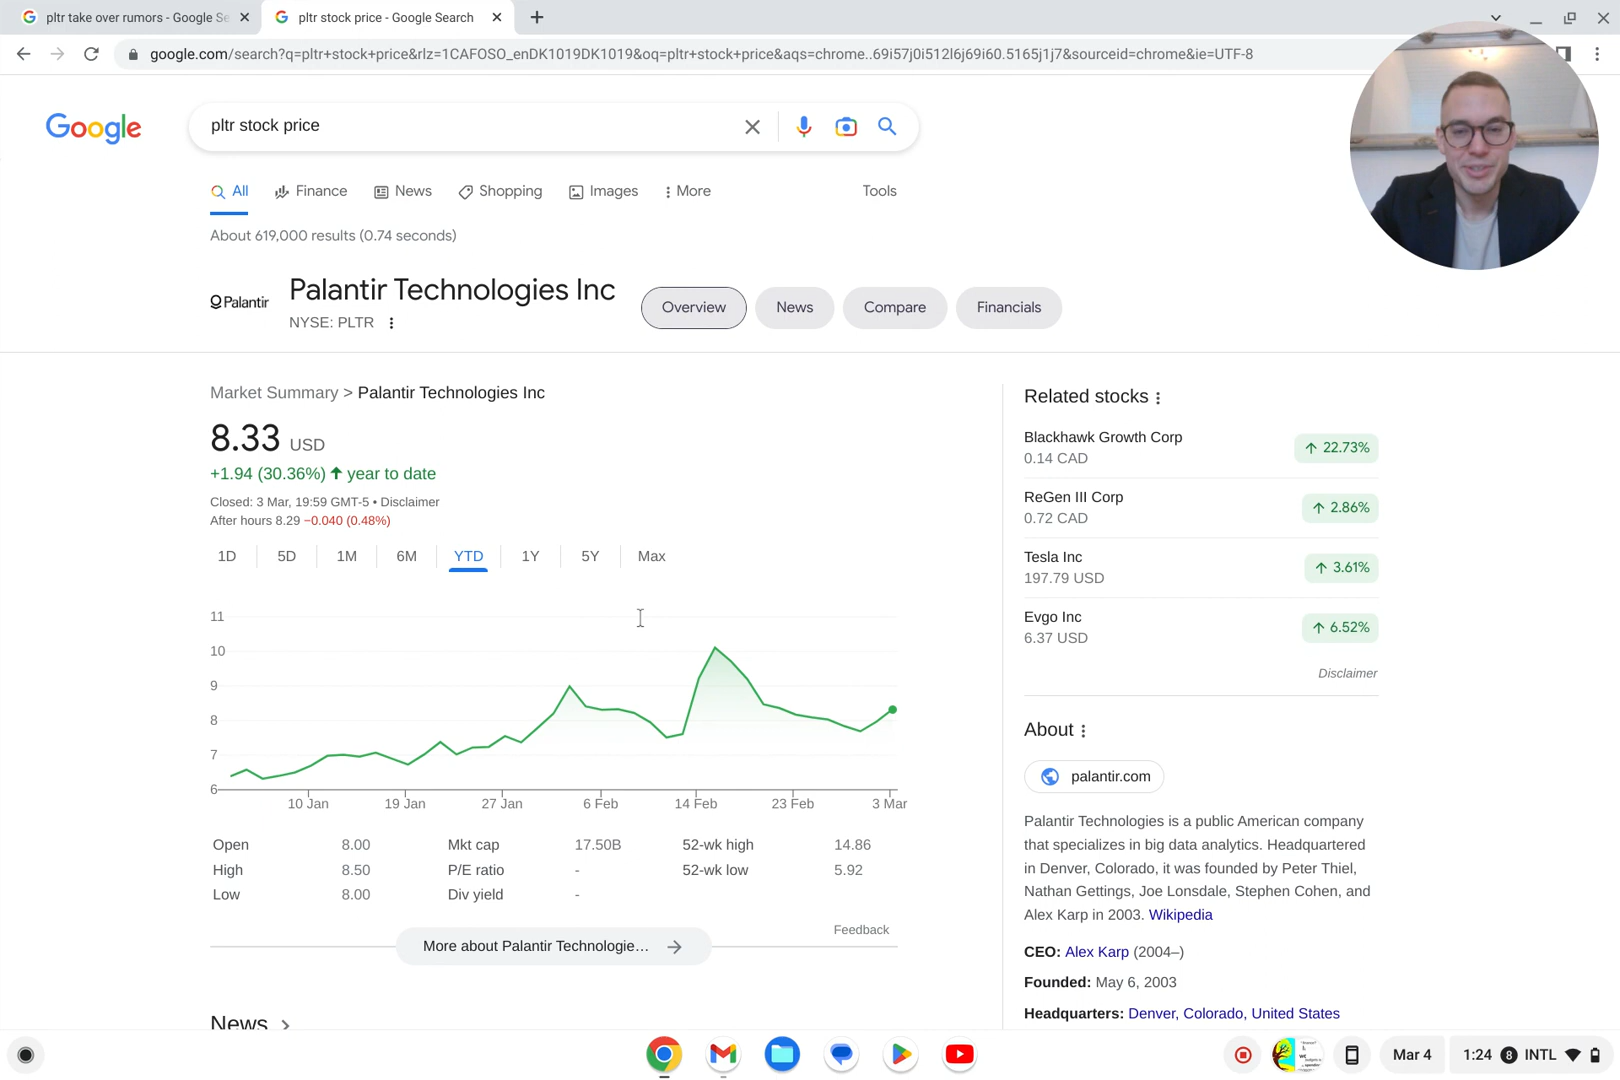 pltr take over rumors - Google Se
pltr stock price - Google Search
google.com/search?q=pltr+stock+price&rlz=1CAFOSO_enDK1019DK1019&oq=pltr+stock+price&aqs=chrome..69i57j0i512l6j69i60.5165j1j7&sourceid=chrome&ie=UTF-8
Google
pltr stock price
All Finance News Shopping Images More Tools
About 619,000 results (0.74 seconds)
Palantir
Palantir Technologies Inc
NYSE: PLTR
Overview News Compare Financials
Market Summary > Palantir Technologies Inc
8.33 USD
+1.94 (30.36%) year to date
Closed: 3 Mar, 19:59 GMT-5 • Disclaimer
After hours 8.29 −0.040 (0.48%)
1D 5D 1M 6M YTD 1Y 5Y Max
11
10
9
8
7
6
10 Jan 19 Jan 27 Jan 6 Feb 14 Feb 23 Feb 3 Mar
Open 8.00 Mkt cap 17.50B 52-wk high 14.86
High 8.50 P/E ratio - 52-wk low 5.92
Low 8.00 Div yield -
Feedback
More about Palantir Technologie...
News
Related stocks
Blackhawk Growth Corp
0.14 CAD
22.73%
ReGen III Corp
0.72 CAD
2.86%
Tesla Inc
197.79 USD
3.61%
Evgo Inc
6.37 USD
6.52%
Disclaimer
About
palantir.com
Palantir Technologies is a public American company
that specializes in big data analytics. Headquartered
in Denver, Colorado, it was founded by Peter Thiel,
Nathan Gettings, Joe Lonsdale, Stephen Cohen, and
Alex Karp in 2003. Wikipedia
CEO: Alex Karp (2004–)
Founded: May 6, 2003
Headquarters: Denver, Colorado, United States
Mar 4 1:24 8 INTL